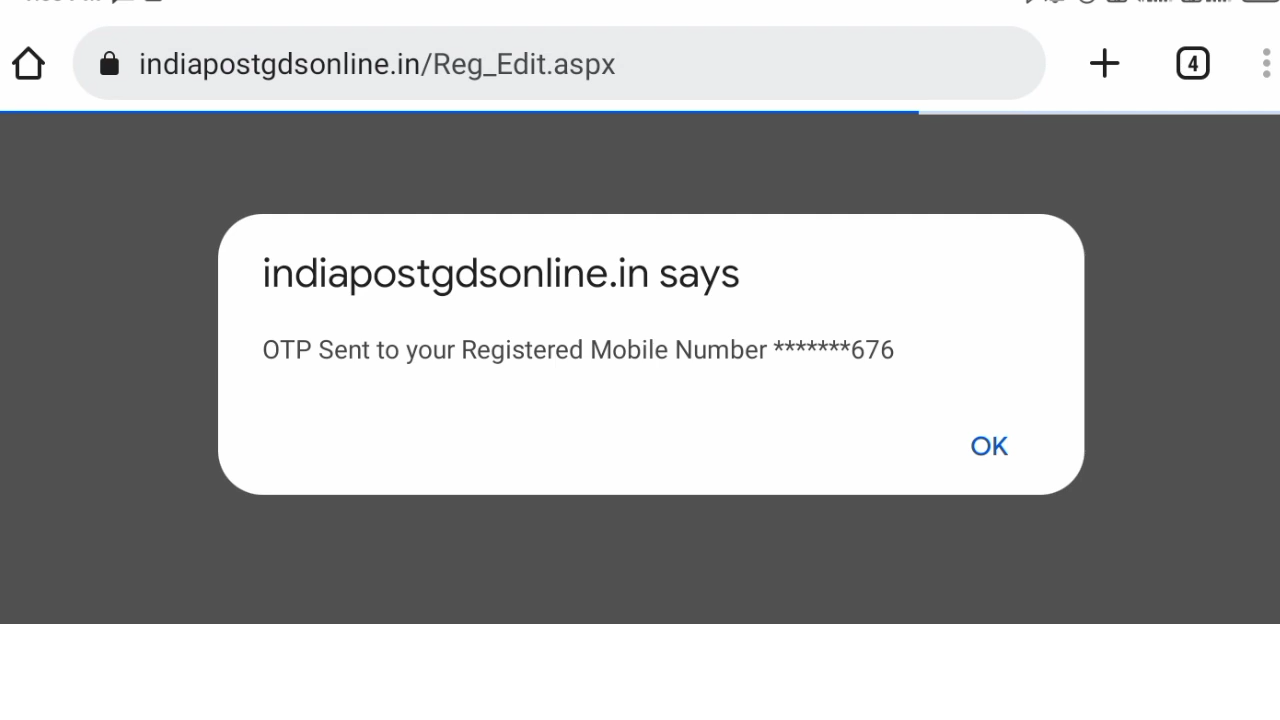 indiapostgdsonline.in/Reg_Edit.aspx
4
indiapostgdsonline.in says
OTP Sent to your Registered Mobile Number *******676
OK